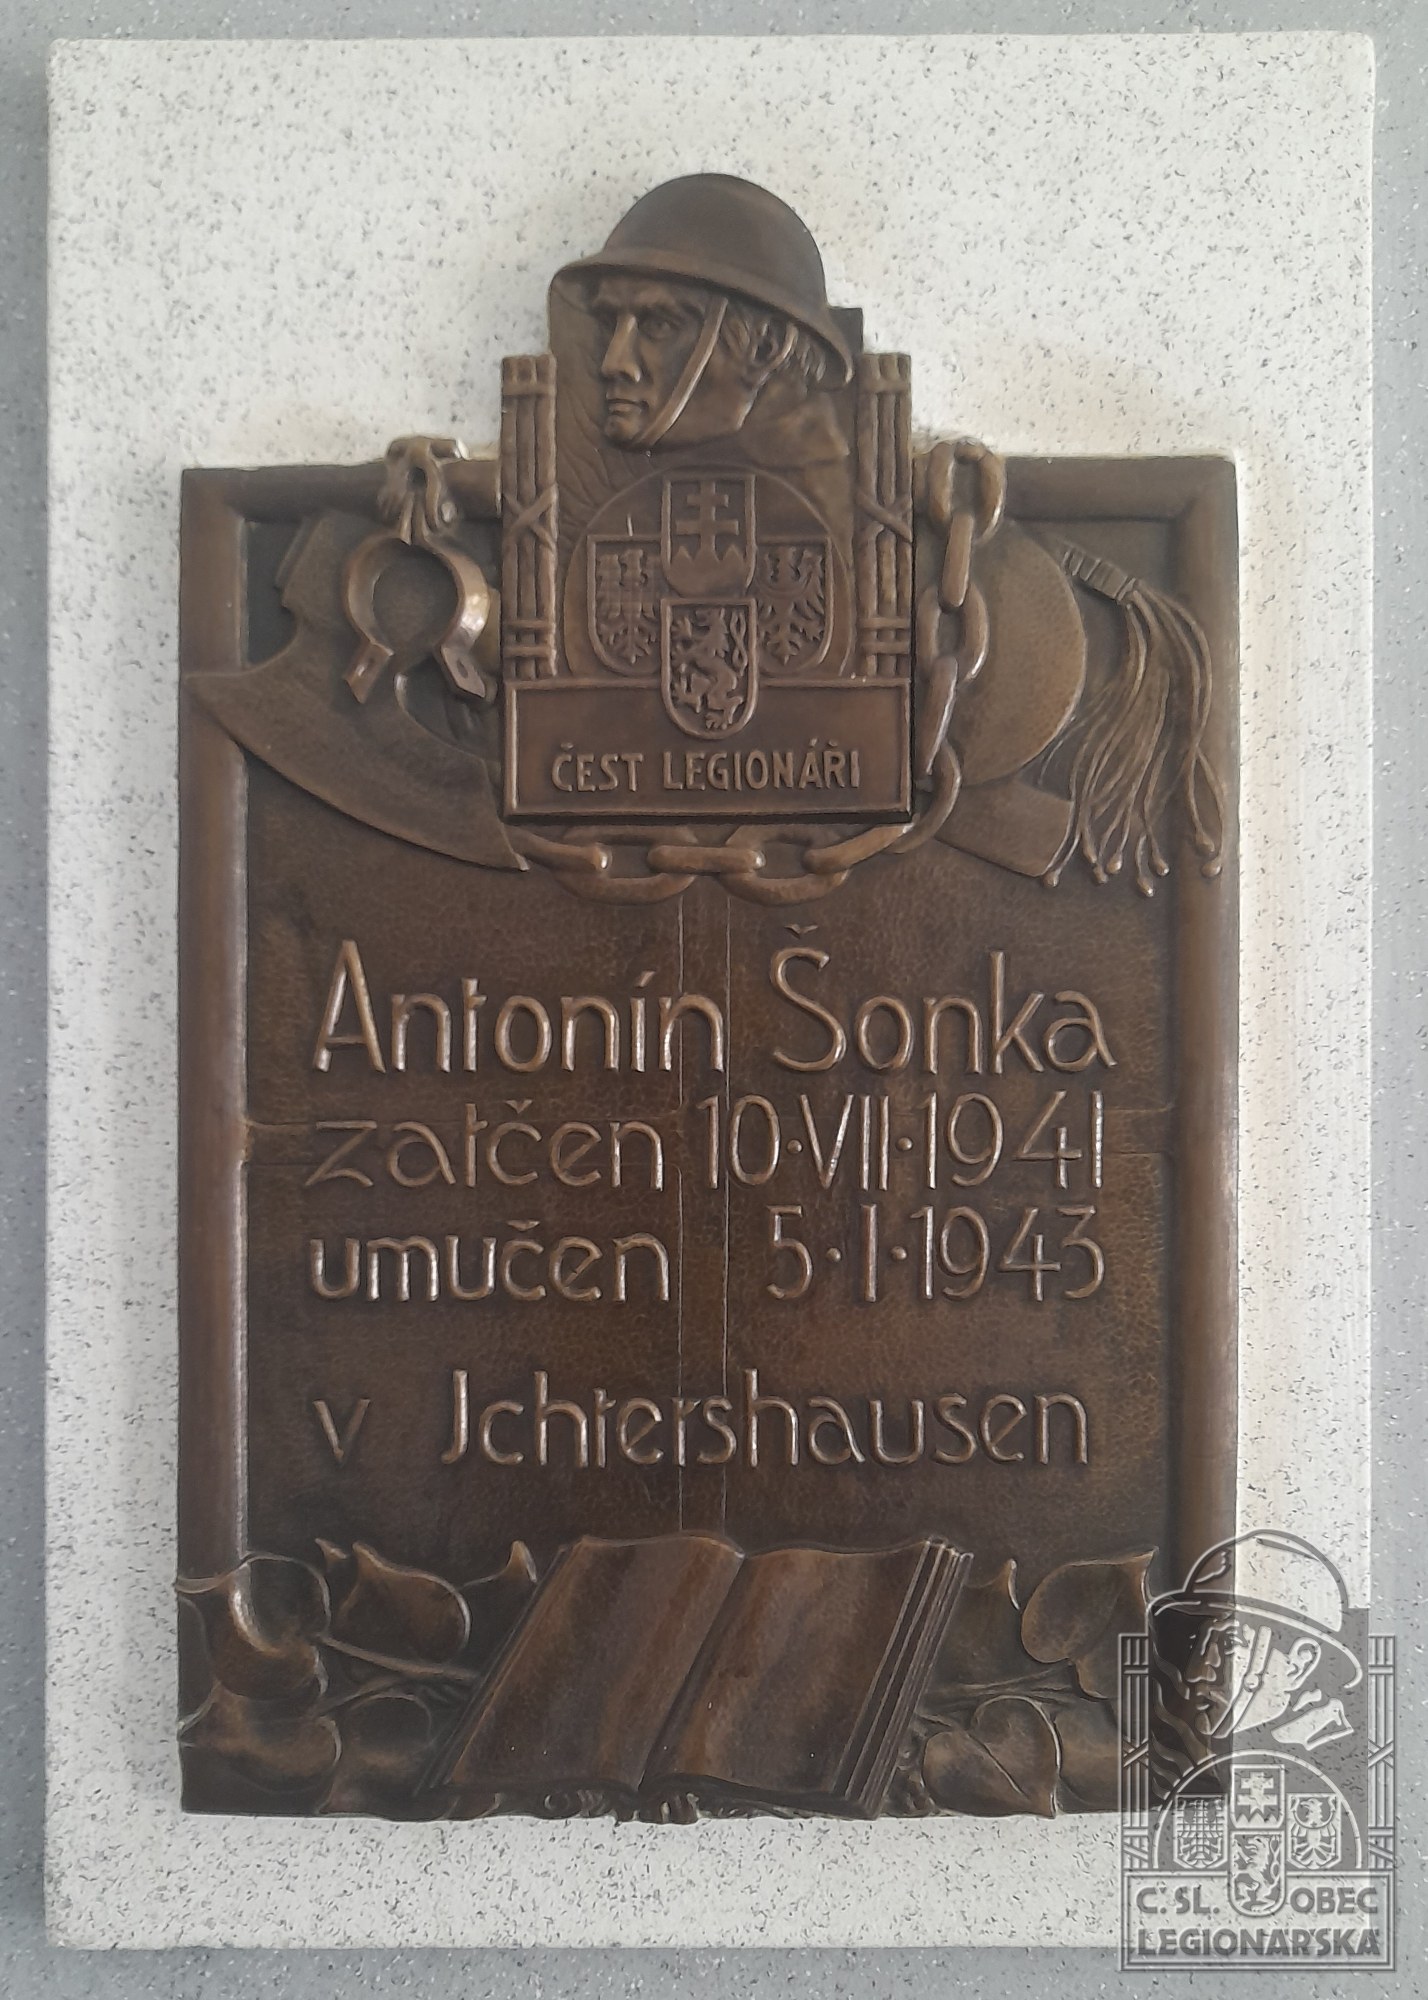 ČEST LEGIONÁŘI
Antonín Šonka
zatčen 10·VII·1941
umučen 5·I·1943
v Ichtershausen
Č. SL. OBEC
LEGIONÁŘSKÁ